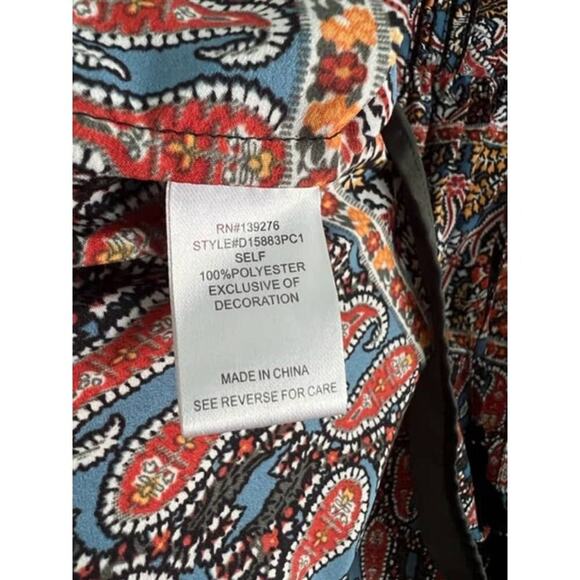 RN#139276
STYLE#D15883PC1
SELF
100%POLYESTER
EXCLUSIVE OF
DECORATION
MADE IN CHINA
SEE REVERSE FOR CARE